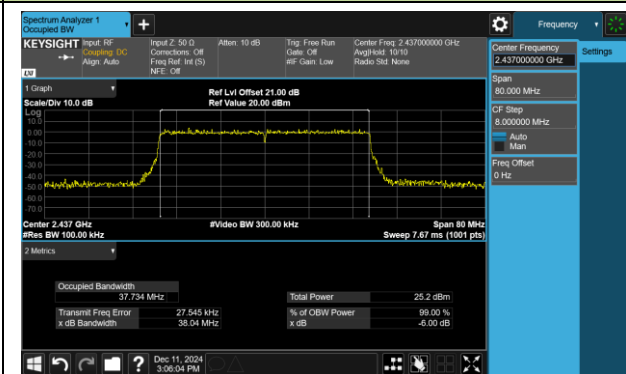 Spectrum Analyzer 1
Occupied BW
Frequency
KEYSIGHT
Input: RF
Coupling: DC
Align: Auto
Input Z: 50 Ω
Corrections: Off
Freq Ref: Int (S)
NFE: Off
Atten: 10 dB
Trig: Free Run
Gate: Off
#IF Gain: Low
Center Freq: 2.437000000 GHz
Avg|Hold: 10/10
Radio Std: None
LXI
Center Frequency
2.437000000 GHz
Settings
Span
80.000 MHz
CF Step
8.000000 MHz
Auto
Man
Freq Offset
0 Hz
1 Graph
Scale/Div 10.0 dB
Ref Lvl Offset 21.00 dB
Ref Value 20.00 dBm
Log
10.0
0.00
-10.0
-20.0
-30.0
-40.0
-50.0
-60.0
-70.0
Center 2.437 GHz
#Video BW 300.00 kHz
Span 80 MHz
#Res BW 100.00 kHz
Sweep 7.67 ms (1001 pts)
2 Metrics
Occupied Bandwidth
37.734 MHz
Total Power 25.2 dBm
Transmit Freq Error 27.545 kHz
% of OBW Power 99.00 %
x dB Bandwidth 38.04 MHz
x dB -6.00 dB
?
Dec 11, 2024
3:06:04 PM